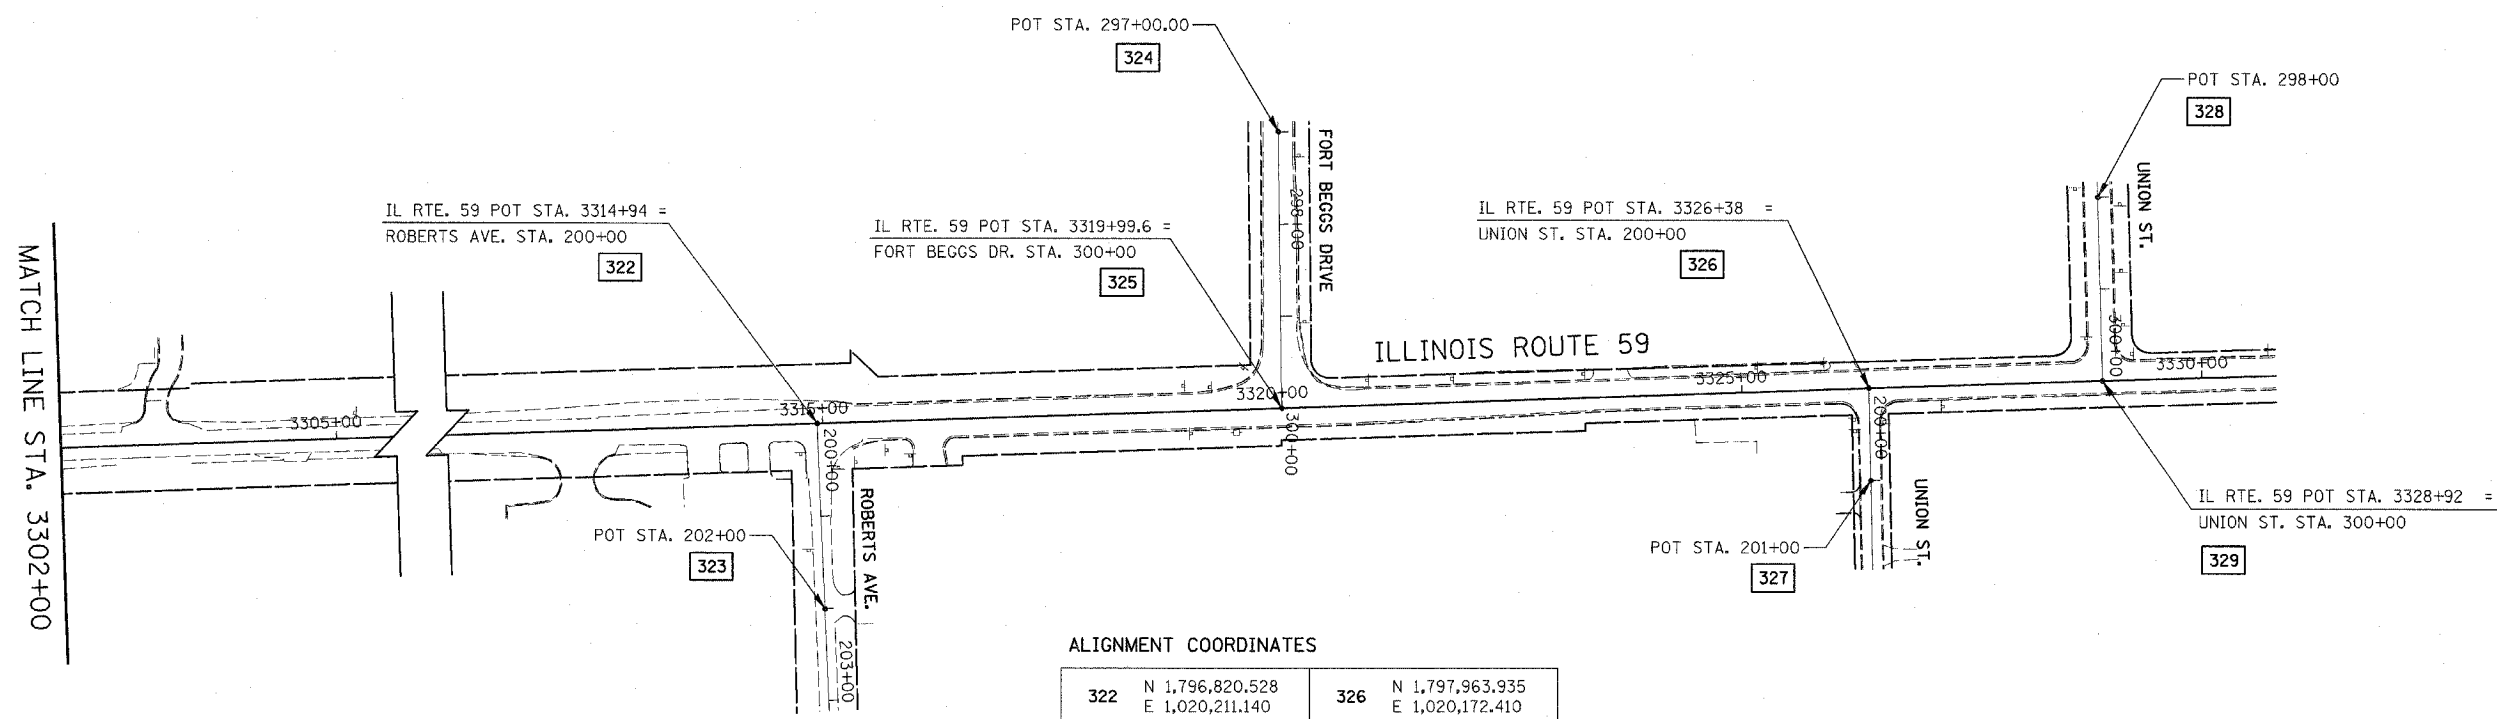 POT STA. 297+00.00
324
POT STA. 298+00
328
FORT BEGGS DRIVE
298+00
UNION ST.
IL RTE. 59 POT STA. 3314+94 =
ROBERTS AVE. STA. 200+00
322
IL RTE. 59 POT STA. 3319+99.6 =
FORT BEGGS DR. STA. 300+00
325
IL RTE. 59 POT STA. 3326+38 =
UNION ST. STA. 200+00
326
MATCH LINE STA. 3302+00
ILLINOIS ROUTE 59
3305+00
3315+00
3320+00
3325+00
3330+00
300+00
200+00
300+00
200+00
ROBERTS AVE.
UNION ST.
POT STA. 202+00
323
POT STA. 201+00
327
IL RTE. 59 POT STA. 3328+92 =
UNION ST. STA. 300+00
329
203+00
ALIGNMENT COORDINATES
322 N 1,796,820.528 326 N 1,797,963.935
E 1,020,211.140 E 1,020,172.410